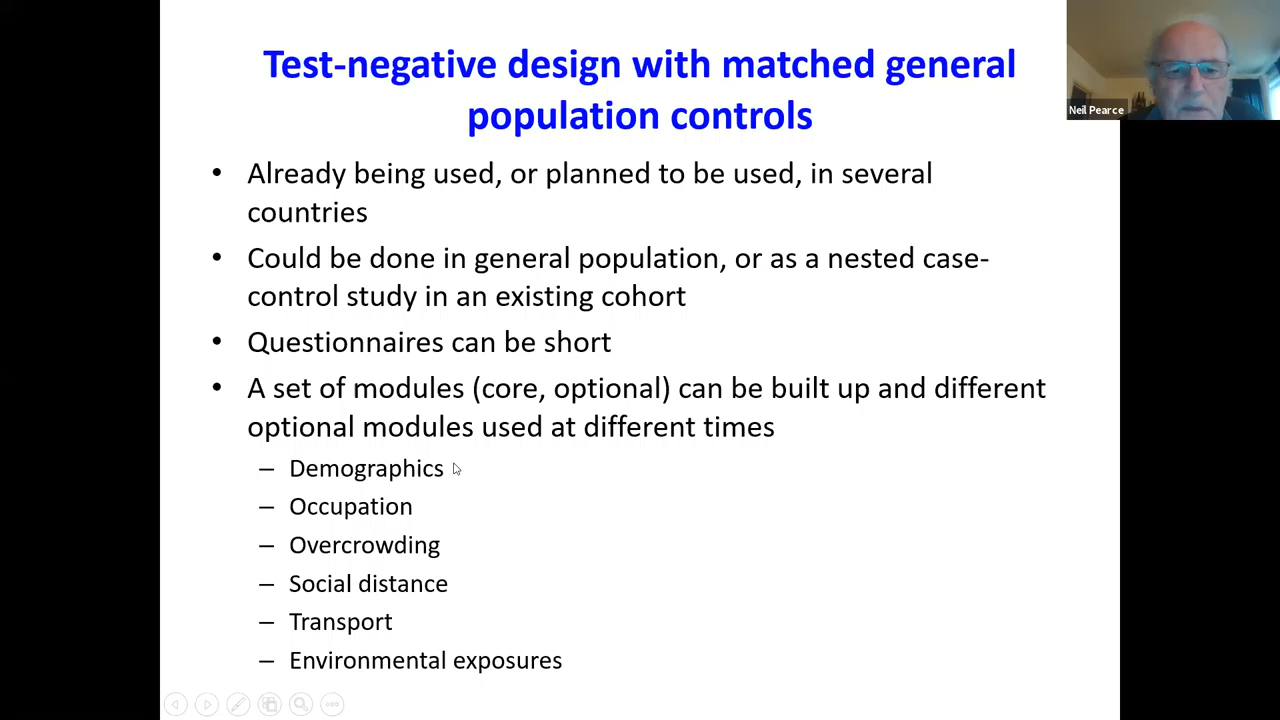 Test-negative design with matched general
population controls
Neil Pearce
• Already being used, or planned to be used, in several
countries
• Could be done in general population, or as a nested case-
control study in an existing cohort
• Questionnaires can be short
• A set of modules (core, optional) can be built up and different
optional modules used at different times
– Demographics
– Occupation
– Overcrowding
– Social distance
– Transport
– Environmental exposures